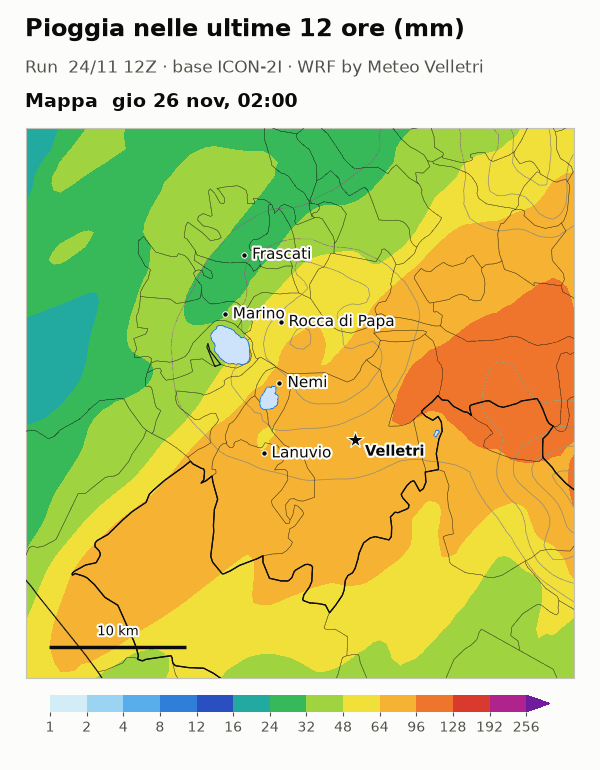 Pioggia nelle ultime 12 ore (mm)
Run  24/11 12Z · base ICON-2I · WRF by Meteo Velletri
Mappa  gio 26 nov, 02:00
Frascati
Marino
Rocca di Papa
Nemi
Velletri
Lanuvio
10 km
1 2 4 8 12 16 24 32 48 64 96 128 192 256